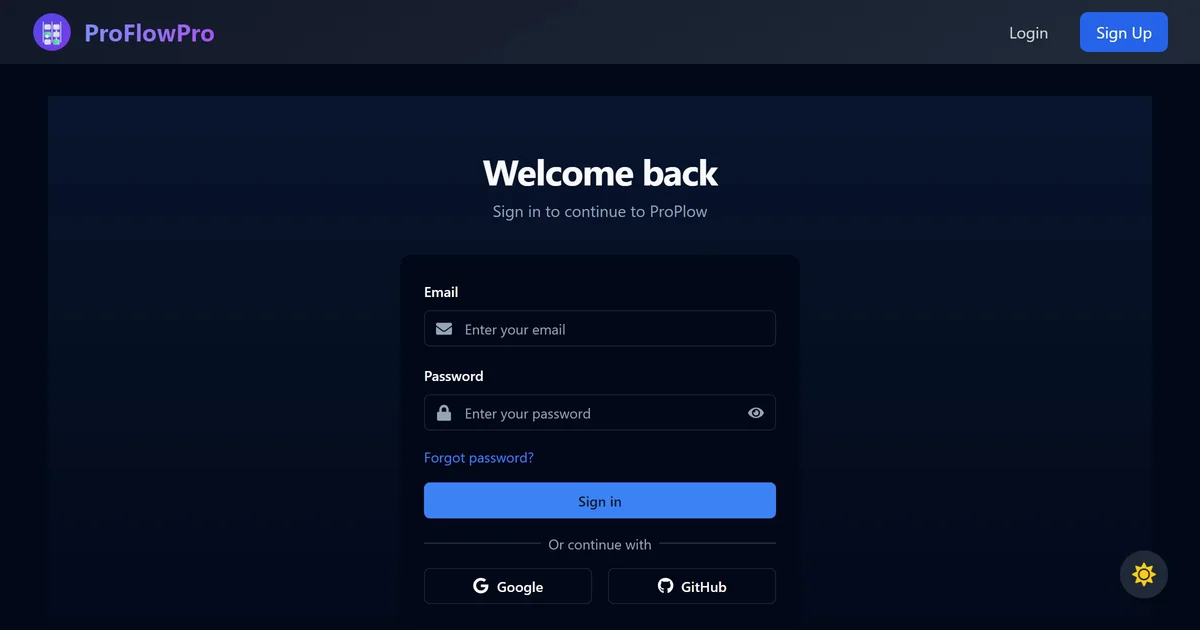 ProFlowPro
Login
Sign Up
Welcome back
Sign in to continue to ProPlow
Email
Enter your email
Password
Enter your password
Forgot password?
Sign in
Or continue with
Google
GitHub